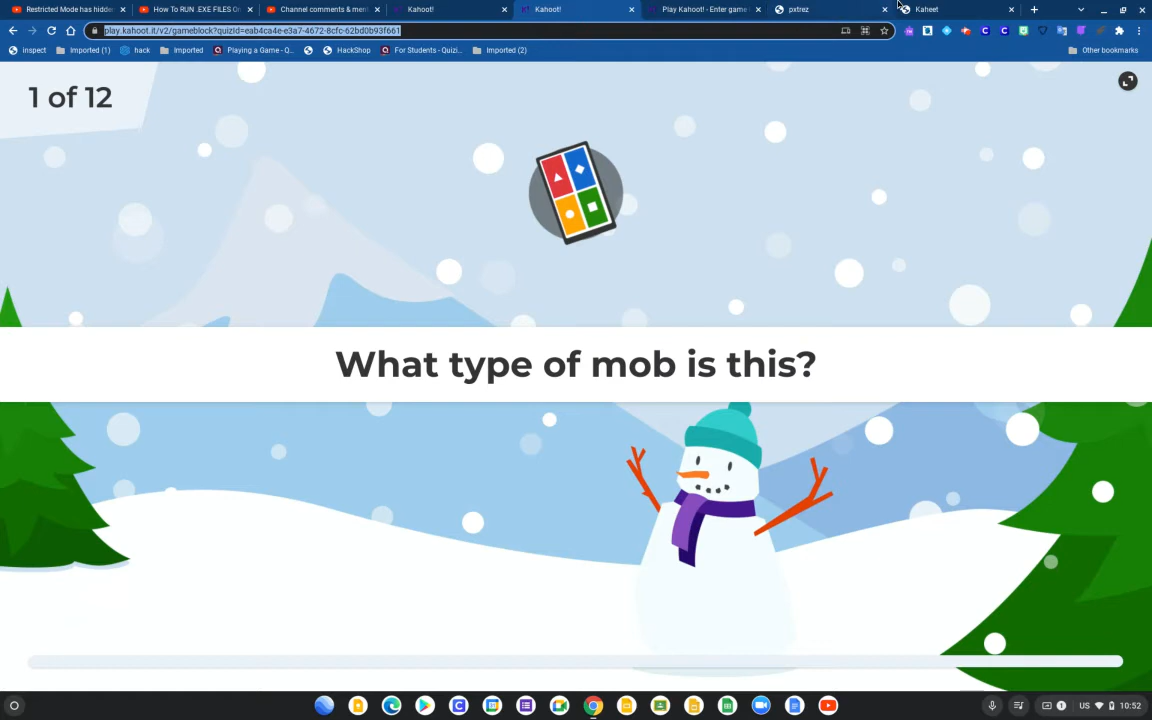 Restricted Mode has hidden
How To RUN .EXE FILES On
Channel comments & ment
Kahoot!
Kahoot!
Play Kahoot! - Enter game
pxtrez
Kaheet
play.kahoot.it/v2/gameblock?quizId=eab4ca4e-e3a7-4672-8cfc-62bd0b93f661
inspect
Imported (1)
hack
Imported
Playing a Game - Q...
HackShop
For Students - Quizi...
Imported (2)
Other bookmarks
1 of 12
What type of mob is this?
US
10:52